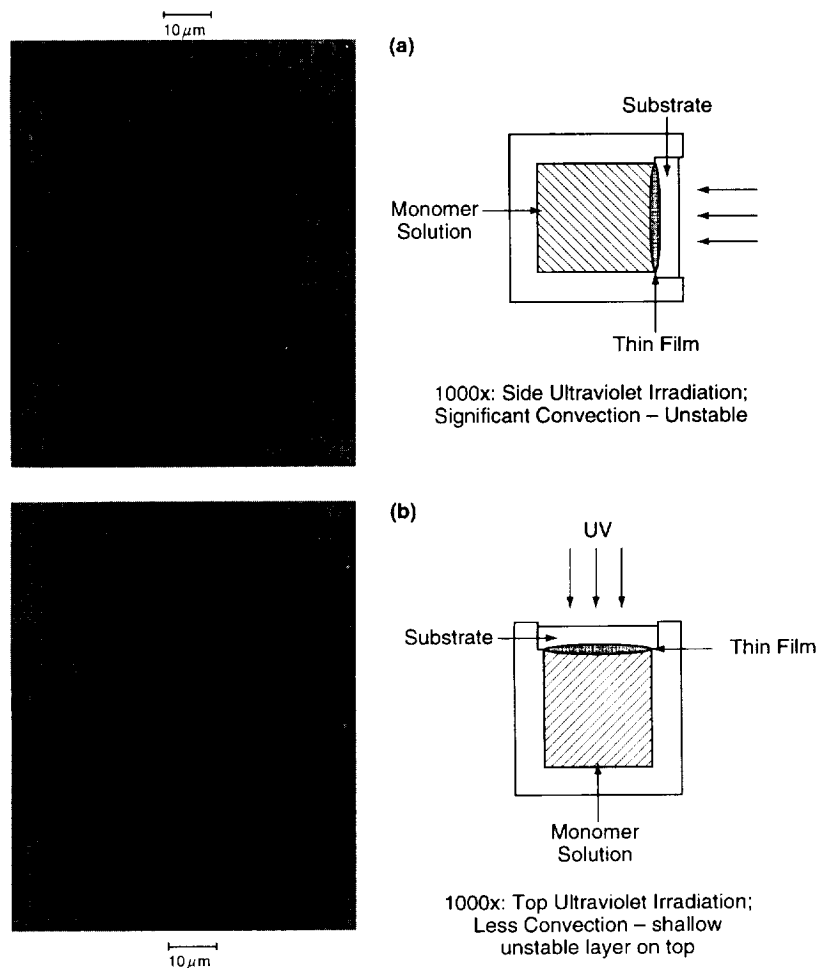 10 μm
(a)
Substrate
Monomer
Solution
Thin Film
1000x: Side Ultraviolet Irradiation;
Significant Convection – Unstable
(b)
UV
Substrate
Thin Film
Monomer
Solution
1000x: Top Ultraviolet Irradiation;
Less Convection – shallow
unstable layer on top
10 μm